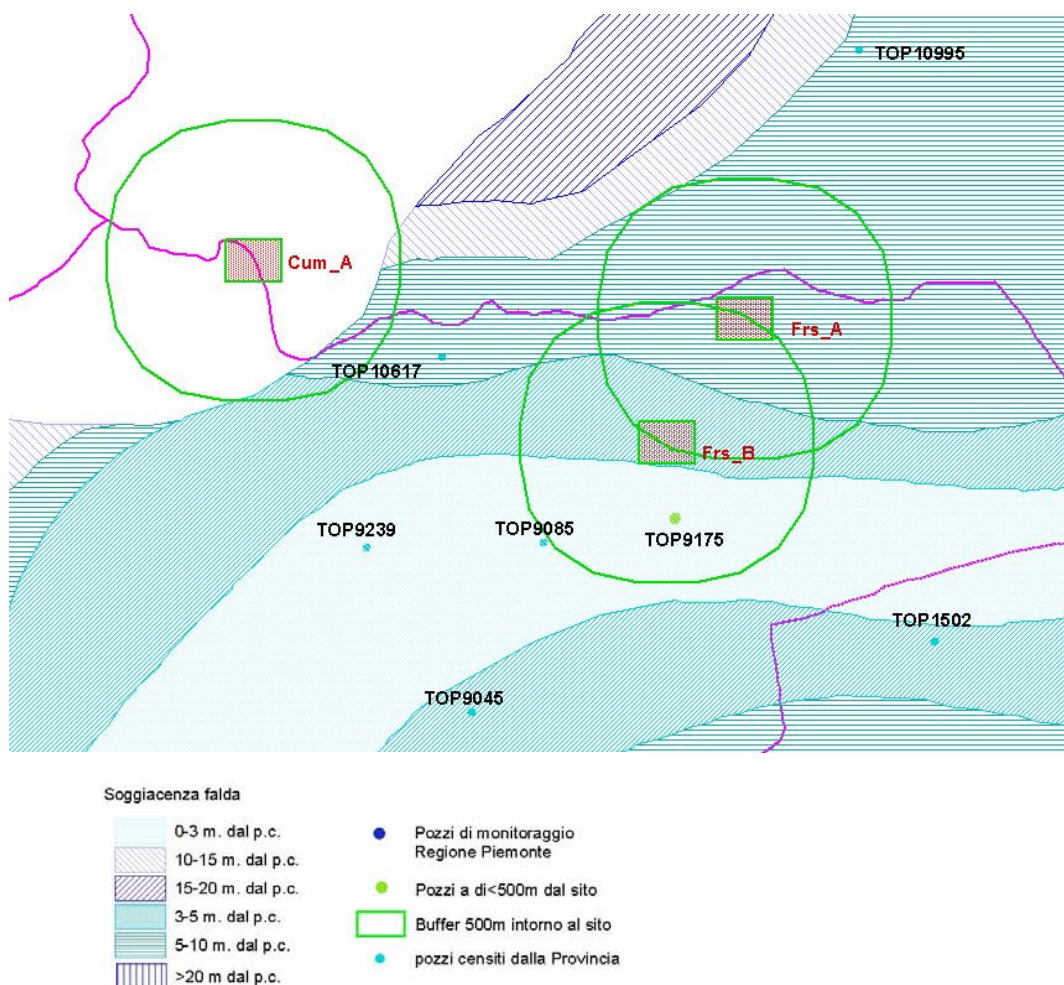 TOP10995
Cum_A
Frs_A
TOP10617
Frs_B
TOP9239
TOP9085
TOP9175
TOP1502
TOP9045
Soggiacenza falda
0-3 m. dal p.c.
10-15 m. dal p.c.
15-20 m. dal p.c.
3-5 m. dal p.c.
5-10 m. dal p.c.
>20 m dal p.c.
Pozzi di monitoraggio
Regione Piemonte
Pozzi a di<500m dal sito
Buffer 500m intorno al sito
pozzi censiti dalla Provincia